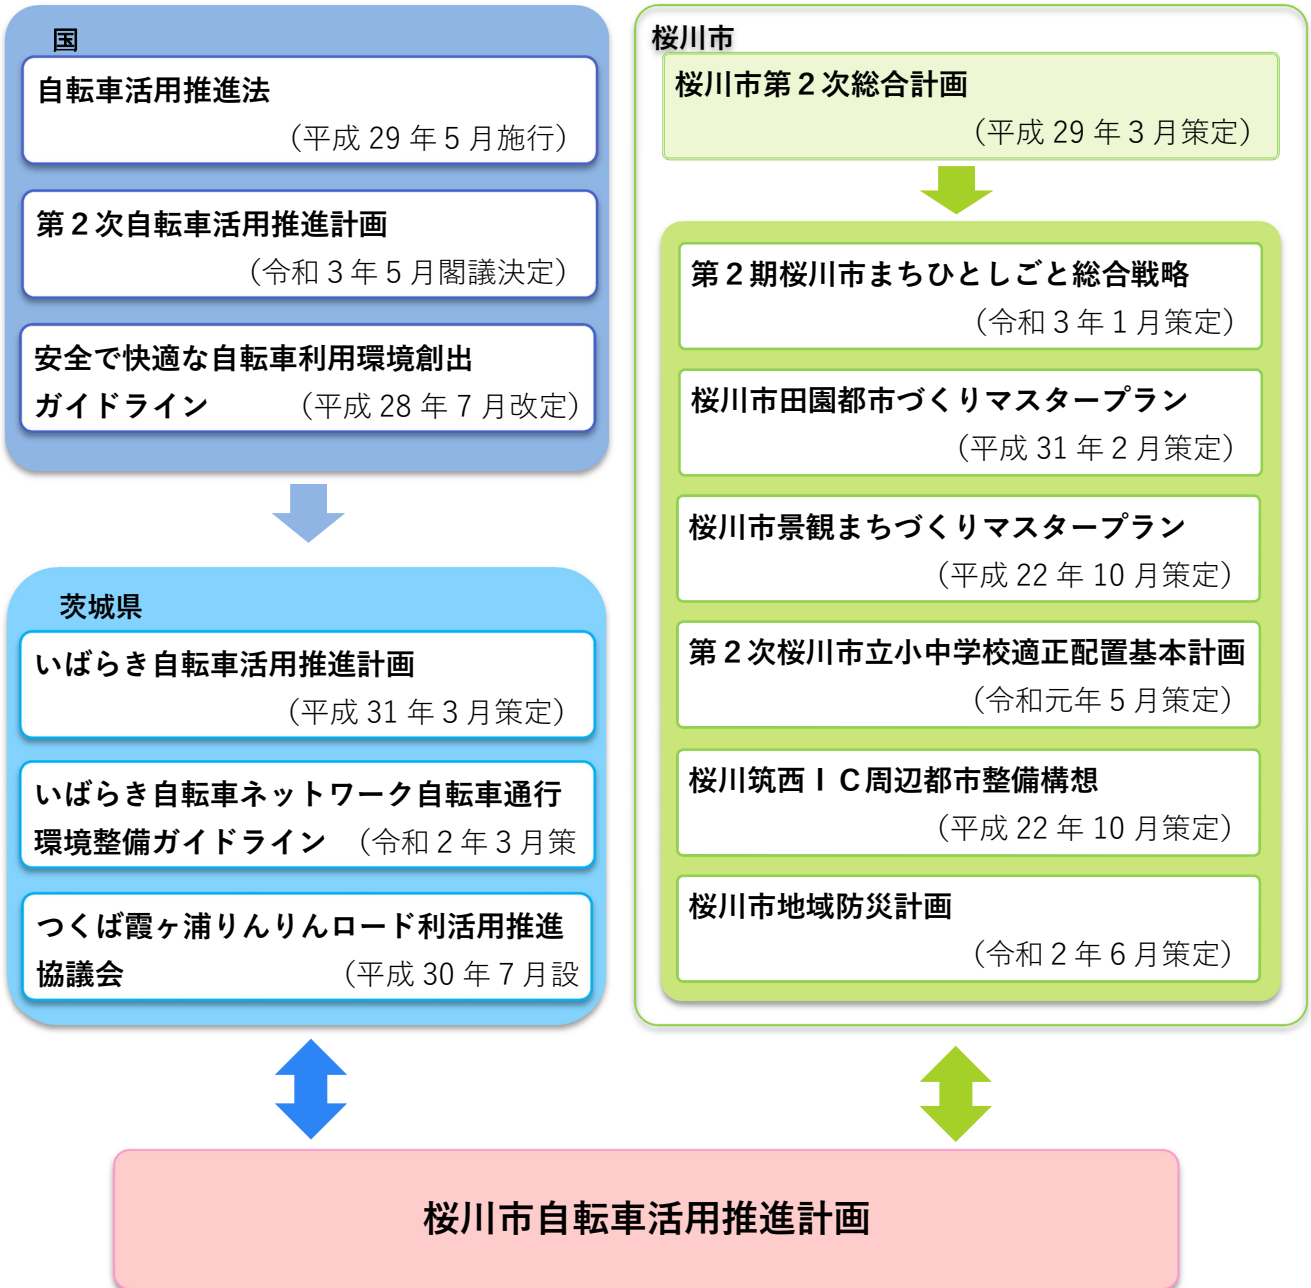 国
自転車活用推進法
（平成 29 年 5 月施行）
第２次自転車活用推進計画
（令和 3 年 5 月閣議決定）
安全で快適な自転車利用環境創出
ガイドライン　（平成 28 年 7 月改定）
茨城県
いばらき自転車活用推進計画
（平成 31 年 3 月策定）
いばらき自転車ネットワーク自転車通行
環境整備ガイドライン　（令和 2 年 3 月策
つくば霞ヶ浦りんりんロード利活用推進
協議会　（平成 30 年 7 月設
桜川市
桜川市第２次総合計画
（平成 29 年 3 月策定）
第２期桜川市まちひとしごと総合戦略
（令和 3 年 1 月策定）
桜川市田園都市づくりマスタープラン
（平成 31 年 2 月策定）
桜川市景観まちづくりマスタープラン
（平成 22 年 10 月策定）
第２次桜川市立小中学校適正配置基本計画
（令和元年 5 月策定）
桜川筑西ＩＣ周辺都市整備構想
（平成 22 年 10 月策定）
桜川市地域防災計画
（令和 2 年 6 月策定）
桜川市自転車活用推進計画